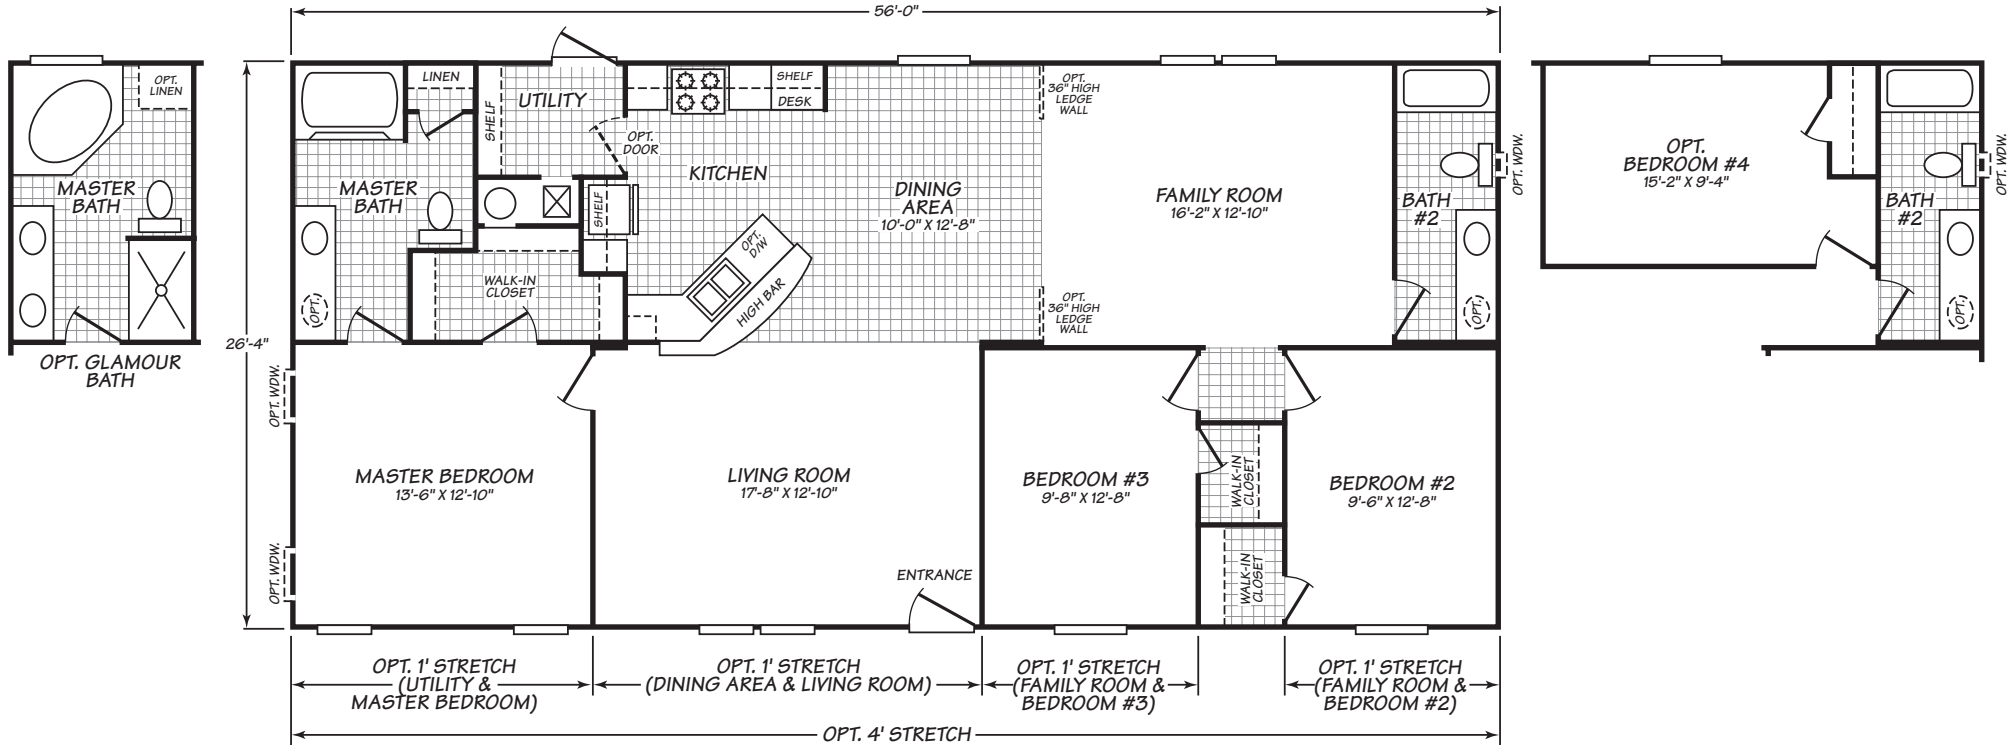 56'-0"
OPT.
LINEN
MASTER
BATH
OPT. GLAMOUR
BATH
26'-4"
LINEN
MASTER
BATH
OPT.
SHELF
UTILITY
OPT.
DOOR
SHELF
WALK-IN
CLOSET
SHELF
DESK
KITCHEN
OPT.
D/W
HIGH BAR
DINING
AREA
10'-0" X 12'-8"
OPT.
36" HIGH
LEDGE
WALL
OPT.
36" HIGH
LEDGE
WALL
FAMILY ROOM
16'-2" X 12'-10"
BATH
#2
OPT.
OPT. WDW.
OPT.
BEDROOM #4
15'-2" X 9'-4"
BATH
#2
OPT.
OPT. WDW.
OPT. WDW.
OPT. WDW.
MASTER BEDROOM
13'-6" X 12'-10"
LIVING ROOM
17'-8" X 12'-10"
ENTRANCE
BEDROOM #3
9'-8" X 12'-8"
WALK-IN
CLOSET
WALK-IN
CLOSET
BEDROOM #2
9'-6" X 12'-8"
OPT. 1' STRETCH
(UTILITY &
MASTER BEDROOM)
OPT. 1' STRETCH
(DINING AREA & LIVING ROOM)
OPT. 1' STRETCH
(FAMILY ROOM &
BEDROOM #3)
OPT. 1' STRETCH
(FAMILY ROOM &
BEDROOM #2)
OPT. 4' STRETCH